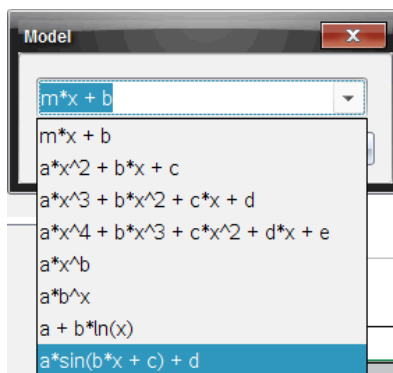 Model
m*x + b
m*x + b
a*x^2 + b*x + c
a*x^3 + b*x^2 + c*x + d
a*x^4 + b*x^3 + c*x^2 + d*x + e
a*x^b
a*b^x
a + b*ln(x)
a*sin(b*x + c) + d